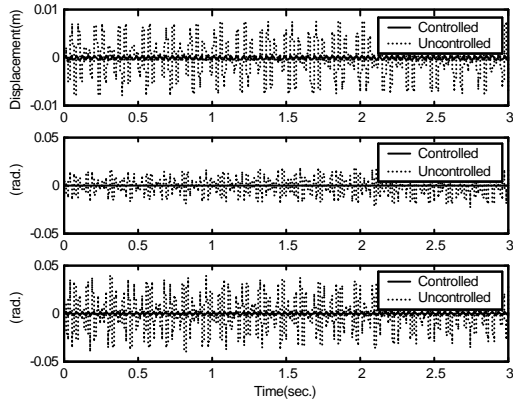 0.01
Displacement(m)
0
-0.01
Controlled
Uncontrolled
0 0.5 1 1.5 2 2.5 3
0.05
(rad.)
0
-0.05
Controlled
Uncontrolled
0 0.5 1 1.5 2 2.5 3
0.05
(rad.)
0
-0.05
Controlled
Uncontrolled
0 0.5 1 1.5 2 2.5 3
Time(sec.)